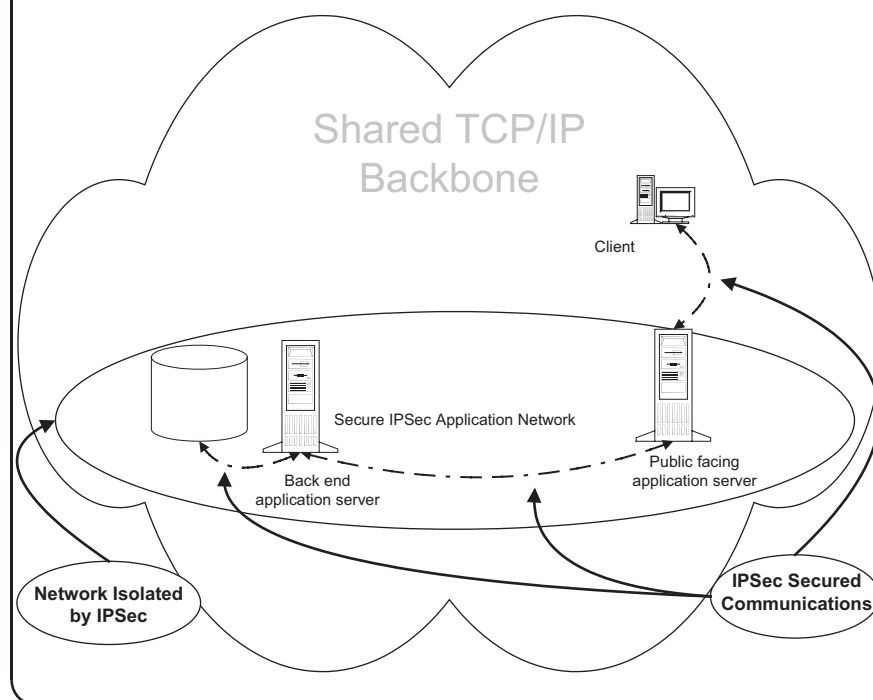 Shared TCP/IP
Backbone
Client
Secure IPSec Application Network
Back end
application server
Public facing
application server
Network Isolated
by IPSec
IPSec Secured
Communications